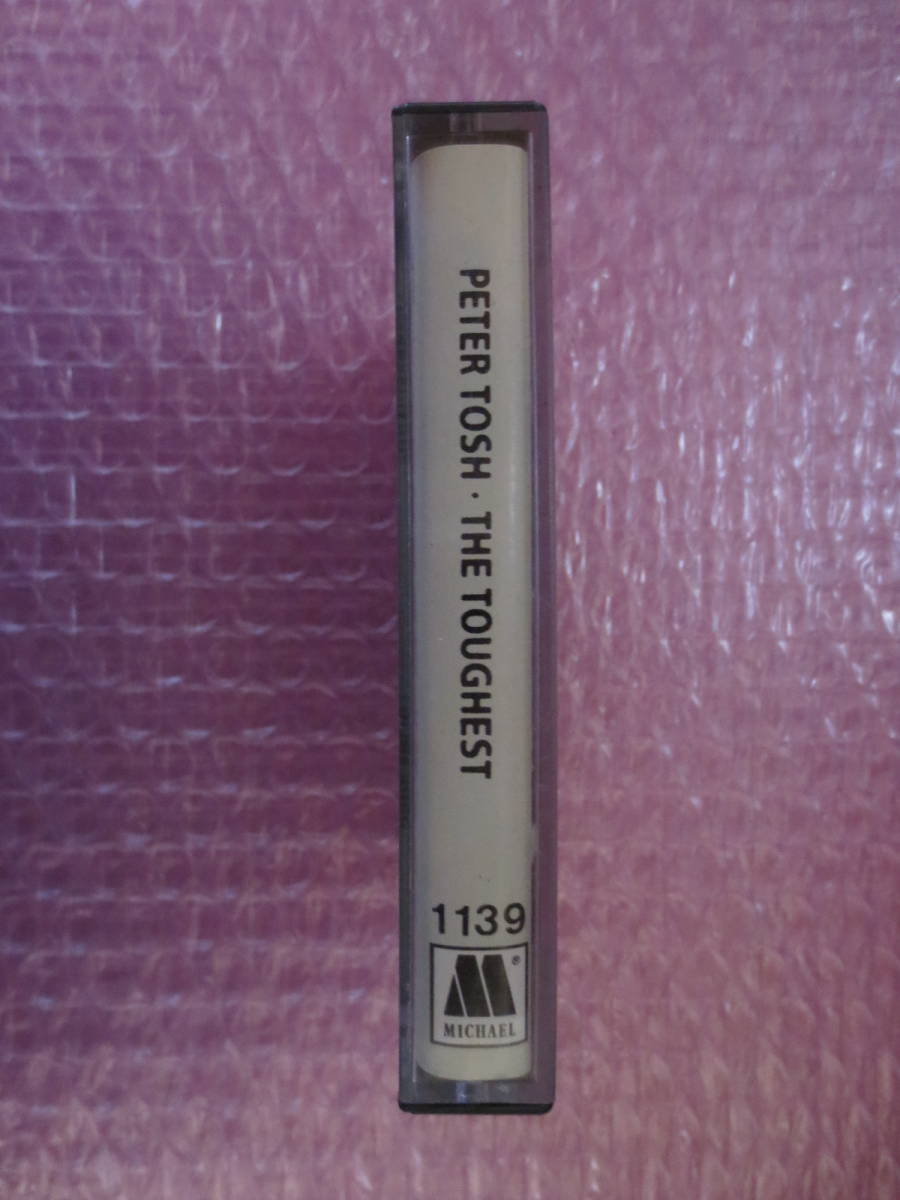 PETER TOSH · THE TOUGHEST
1139
®
MICHAEL